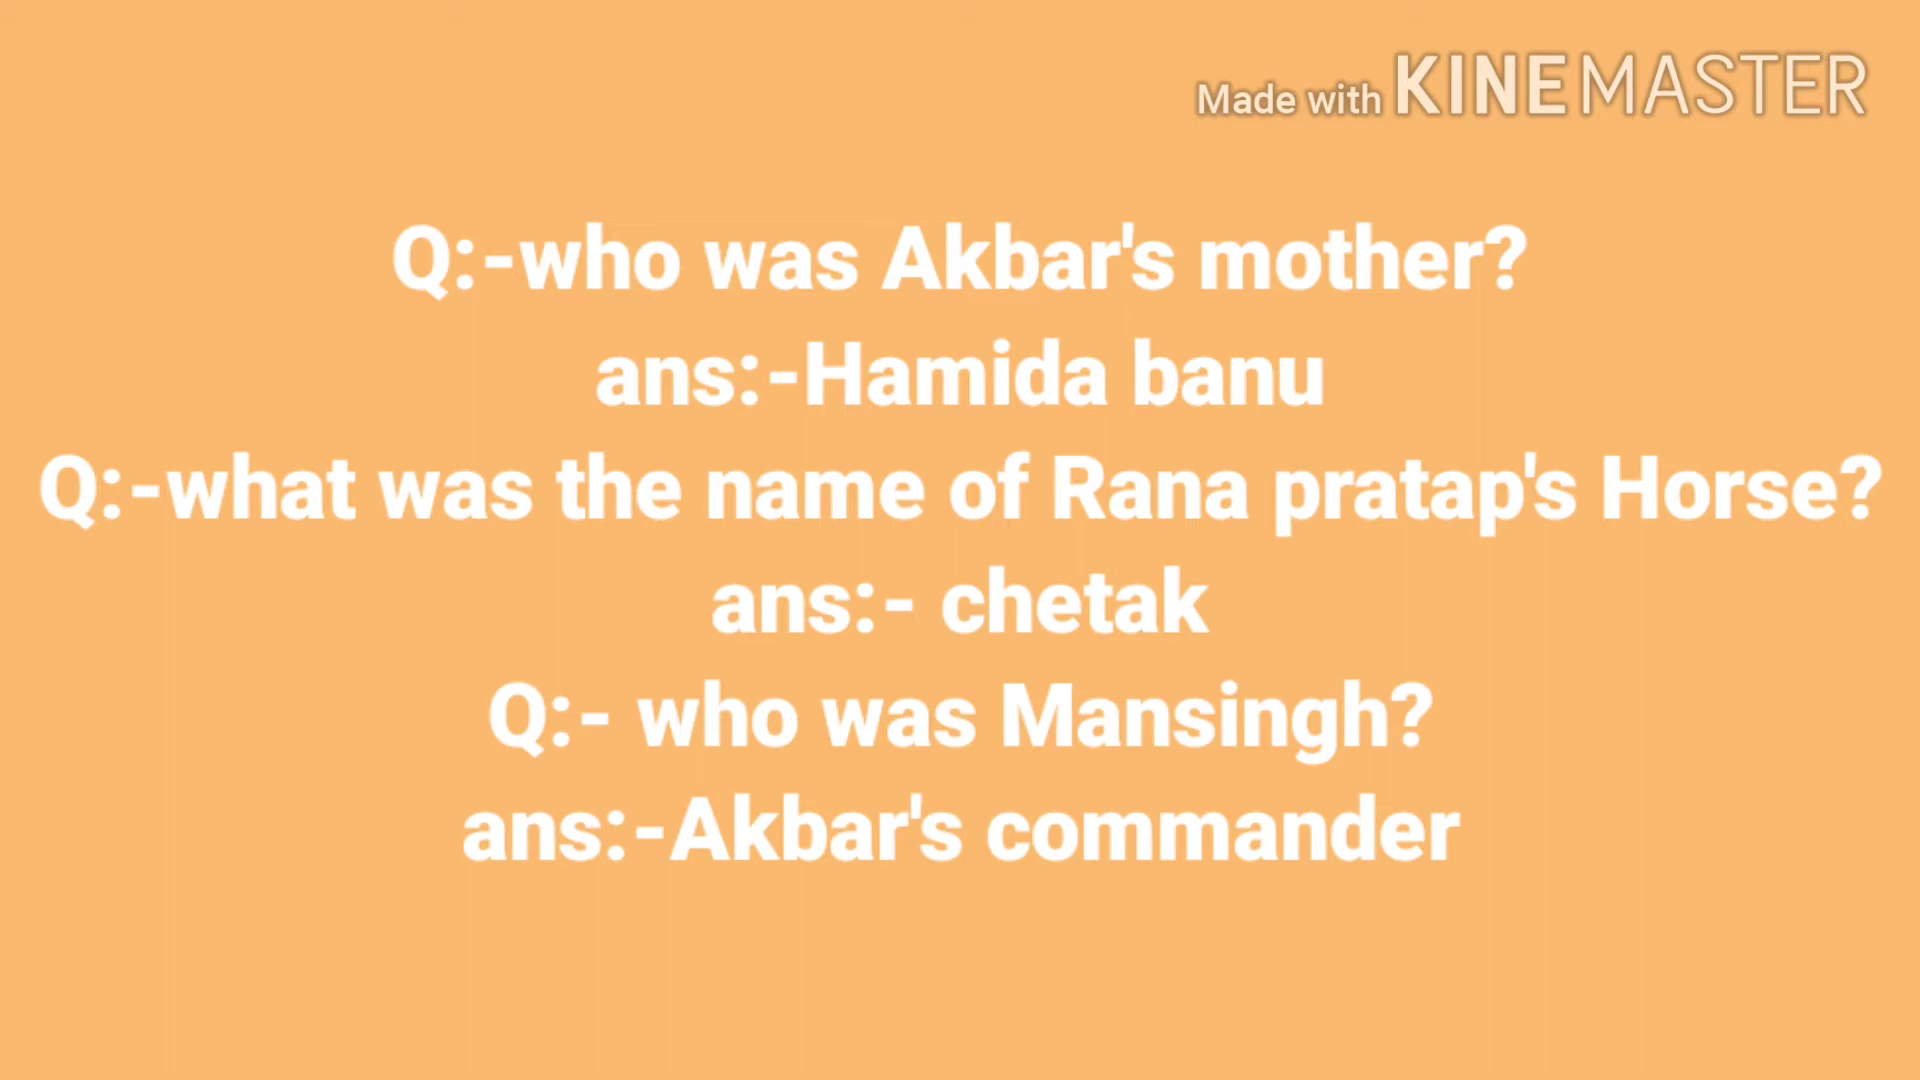 Made with KINEMASTER
Q:-who was Akbar's mother?
ans:-Hamida banu
Q:-what was the name of Rana pratap's Horse?
ans:- chetak
Q:- who was Mansingh?
ans:-Akbar's commander